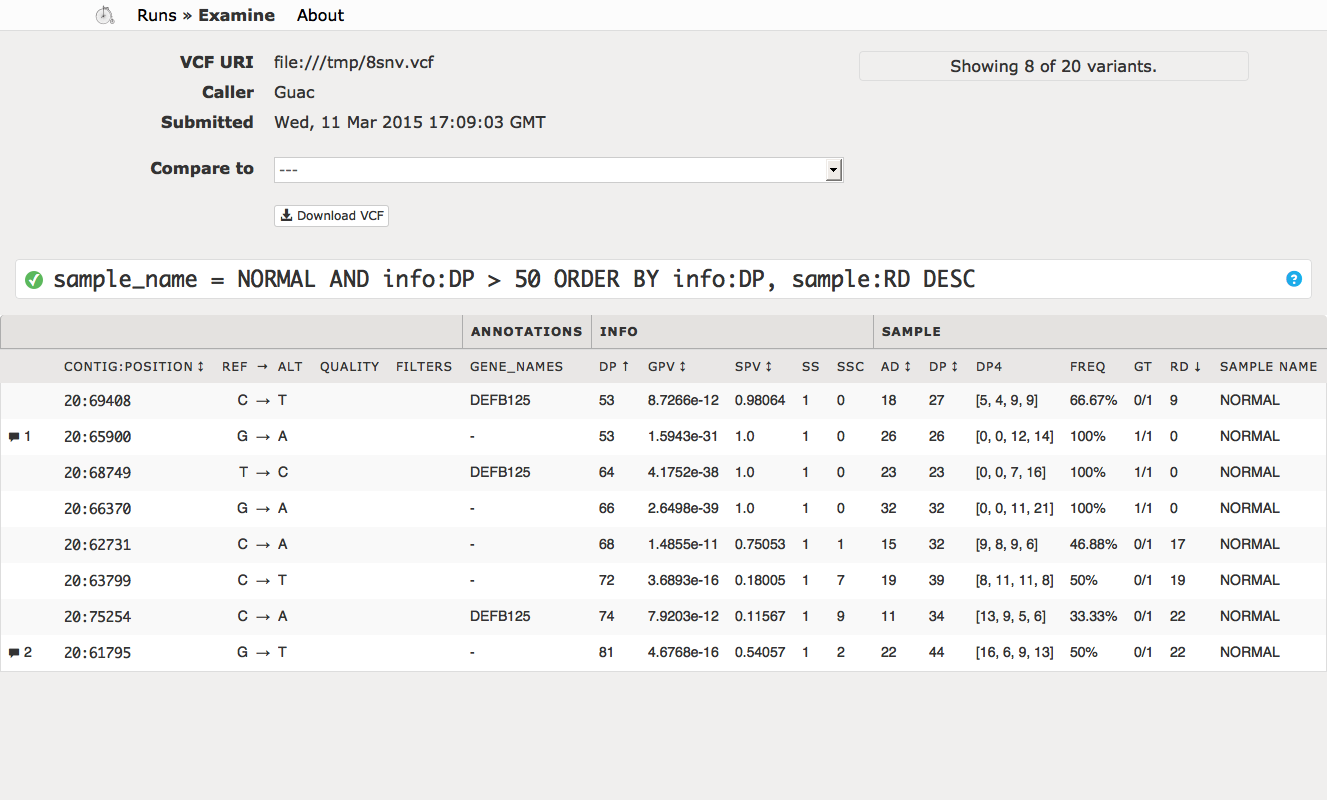 Runs » Examine About
VCF URI file:///tmp/8snv.vcf
Showing 8 of 20 variants.
Caller Guac
Submitted Wed, 11 Mar 2015 17:09:03 GMT
Compare to ---
Download VCF
sample_name = NORMAL AND info:DP > 50 ORDER BY info:DP, sample:RD DESC ?
ANNOTATIONS INFO SAMPLE
CONTIG:POSITION ↕ REF → ALT QUALITY FILTERS GENE_NAMES DP ↑ GPV ↕ SPV ↕ SS SSC AD ↕ DP ↕ DP4 FREQ GT RD ↓ SAMPLE NAME
20:69408 C → T DEFB125 53 8.7266e-12 0.98064 1 0 18 27 [5, 4, 9, 9] 66.67% 0/1 9 NORMAL
1 20:65900 G → A - 53 1.5943e-31 1.0 1 0 26 26 [0, 0, 12, 14] 100% 1/1 0 NORMAL
20:68749 T → C DEFB125 64 4.1752e-38 1.0 1 0 23 23 [0, 0, 7, 16] 100% 1/1 0 NORMAL
20:66370 G → A - 66 2.6498e-39 1.0 1 0 32 32 [0, 0, 11, 21] 100% 1/1 0 NORMAL
20:62731 C → A - 68 1.4855e-11 0.75053 1 1 15 32 [9, 8, 9, 6] 46.88% 0/1 17 NORMAL
20:63799 C → T - 72 3.6893e-16 0.18005 1 7 19 39 [8, 11, 11, 8] 50% 0/1 19 NORMAL
20:75254 C → A DEFB125 74 7.9203e-12 0.11567 1 9 11 34 [13, 9, 5, 6] 33.33% 0/1 22 NORMAL
2 20:61795 G → T - 81 4.6768e-16 0.54057 1 2 22 44 [16, 6, 9, 13] 50% 0/1 22 NORMAL